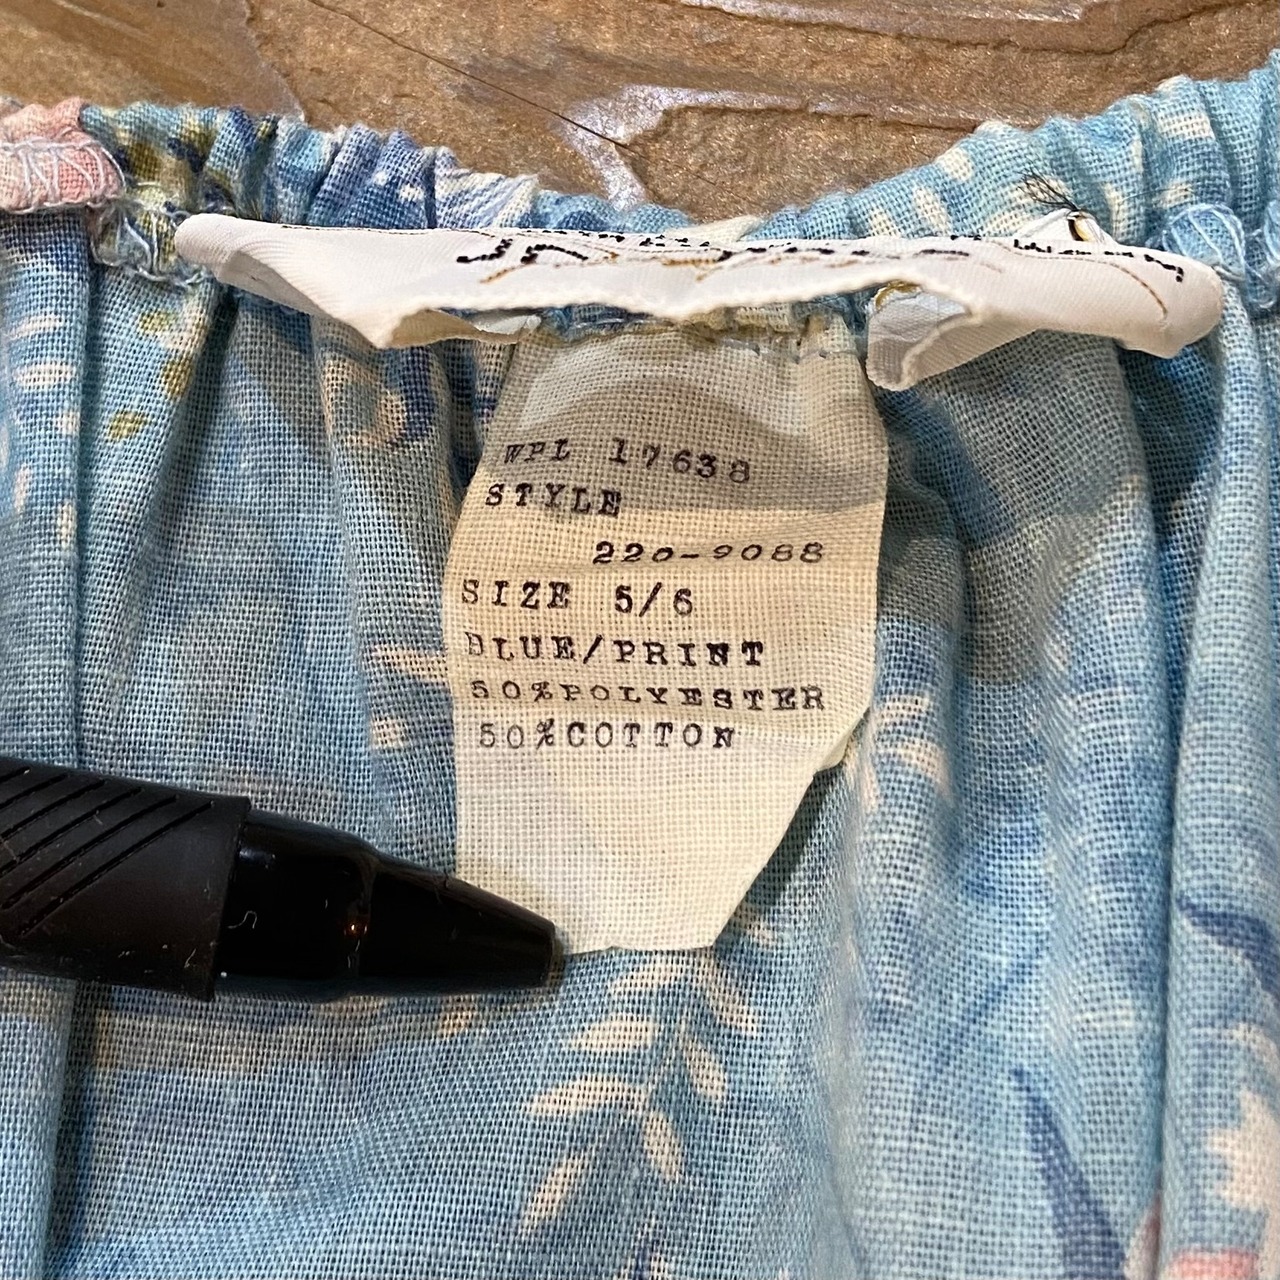 WPL 17638
STYLE
220-9088
SIZE 5/6
BLUE/PRINT
50%POLYESTER
50%COTTON